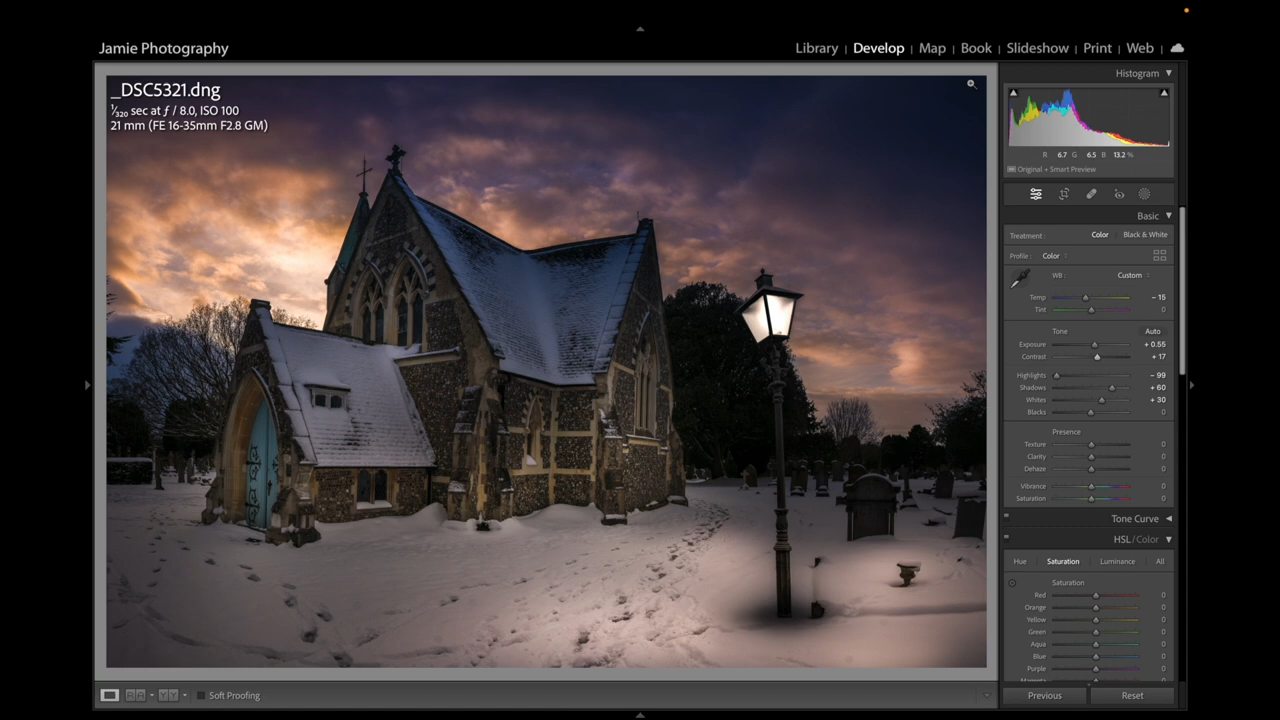 Jamie Photography
Library | Develop | Map | Book | Slideshow | Print | Web |
_DSC5321.dng
1/320 sec at ƒ / 8.0, ISO 100
21 mm (FE 16-35mm F2.8 GM)
Histogram
R 6.7 G 6.5 B 13.2 %
Original + Smart Preview
Basic
Treatment : Color Black & White
Profile : Color
WB : Custom
Temp - 15
Tint 0
Tone Auto
Exposure + 0.55
Contrast + 17
Highlights - 99
Shadows + 60
Whites + 30
Blacks 0
Presence
Texture 0
Clarity 0
Dehaze 0
Vibrance 0
Saturation 0
Tone Curve
HSL / Color
Hue Saturation Luminance All
Saturation
Red 0
Orange 0
Yellow 0
Green 0
Aqua 0
Blue 0
Purple 0
Soft Proofing
Previous Reset